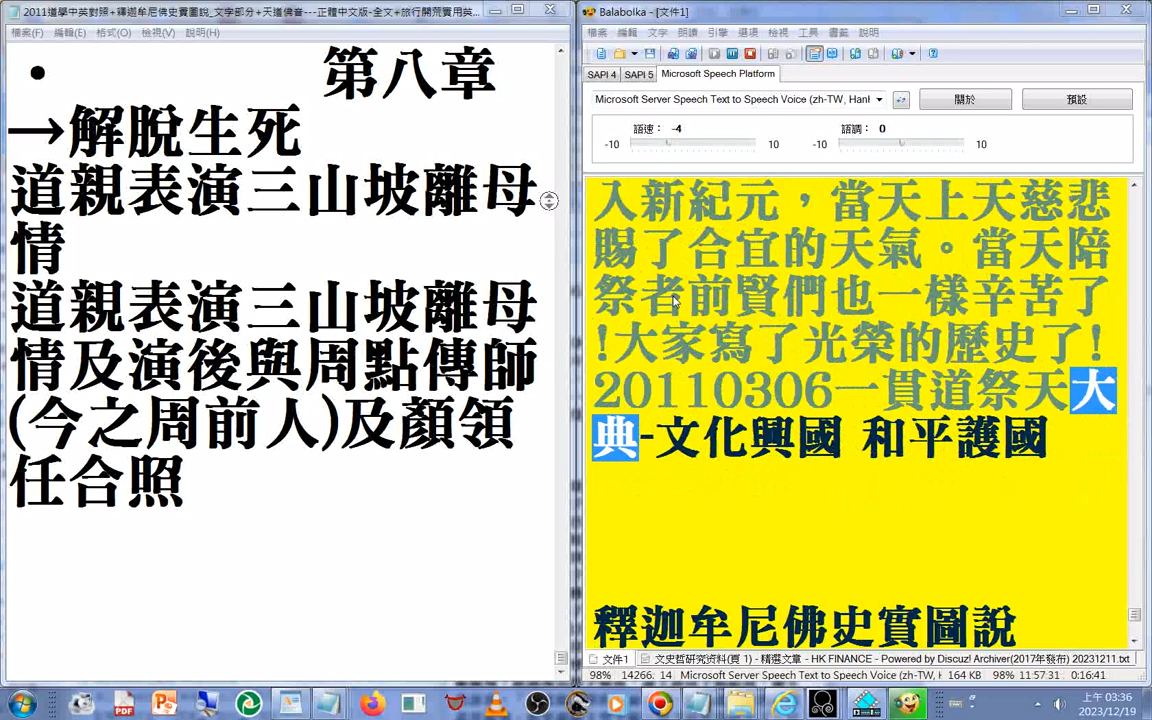 2011道學中英對照+釋迦牟尼佛史實圖說_文字部分+天道佛音---正體中文版-全文+旅行開荒實用英...
檔案(F) 編輯(E) 格式(O) 檢視(V) 說明(H)
• 第八章
→解脫生死
道親表演三山坡離母
情
道親表演三山坡離母
情及演後與周點傳師
(今之周前人)及顏領
任合照
Balabolka - [文件1]
檔案 編輯 文字 朗讀 引擎 選項 檢視 工具 書籤 說明
SAPI 4 SAPI 5 Microsoft Speech Platform
Microsoft Server Speech Text to Speech Voice (zh-TW, HanH 關於 預設
語速： -4 語調： 0
-10 10 -10 10
入新紀元，當天上天慈悲
賜了合宜的天氣。當天陪
祭者前賢們也一樣辛苦了
!大家寫了光榮的歷史了!
20110306一貫道祭天大
典-文化興國 和平護國
釋迦牟尼佛史實圖說
文件1 文史哲研究资料(頁 1) - 精選文章 - HK FINANCE - Powered by Discuz! Archiver(2017年發布) 20231211.txt
98% 14266: 14 Microsoft Server Speech Text to Speech Voice (zh-TW, H 164 KB 98% 11:57:31 0:16:41
上午 03:36
2023/12/19